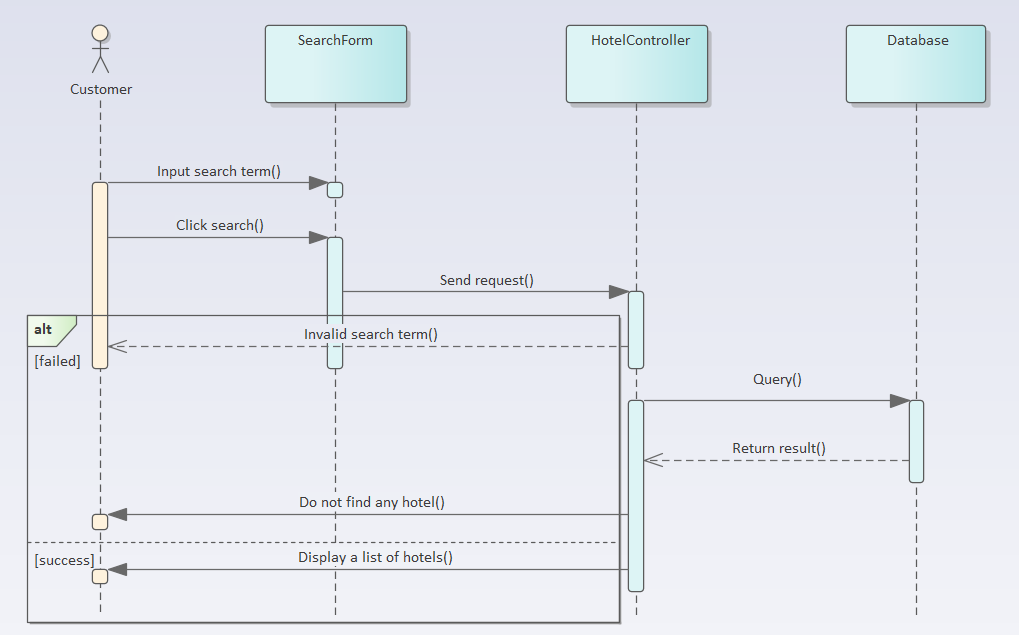 SearchForm
HotelController
Database
Customer
Input search term()
Click search()
Send request()
alt
Invalid search term()
[failed]
Query()
Return result()
Do not find any hotel()
Display a list of hotels()
[success]